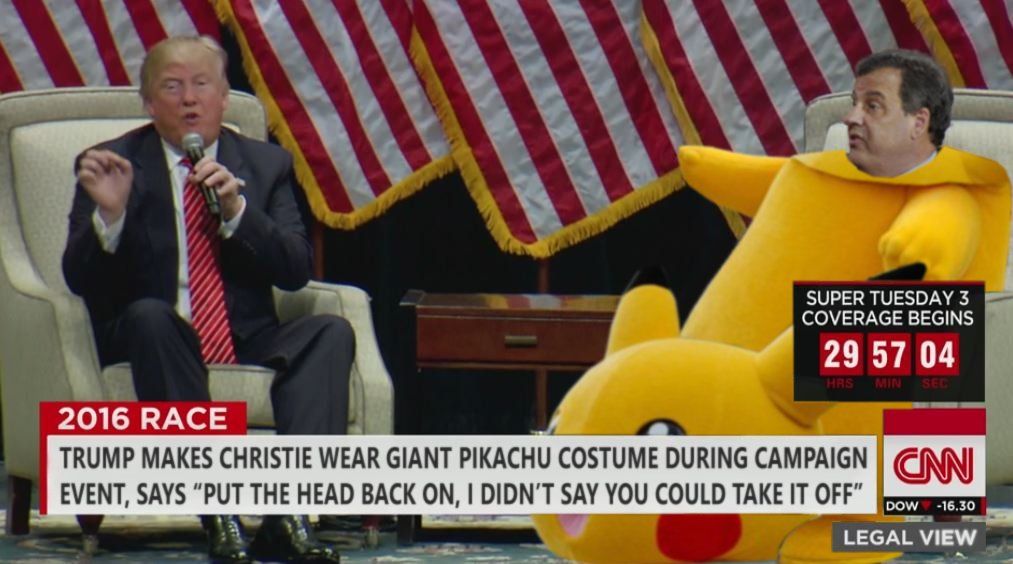 SUPER TUESDAY 3
COVERAGE BEGINS
29 57 04
HRS MIN SEC
2016 RACE
TRUMP MAKES CHRISTIE WEAR GIANT PIKACHU COSTUME DURING CAMPAIGN
EVENT, SAYS “PUT THE HEAD BACK ON, I DIDN’T SAY YOU COULD TAKE IT OFF”
CNN
DOW -16.30
LEGAL VIEW